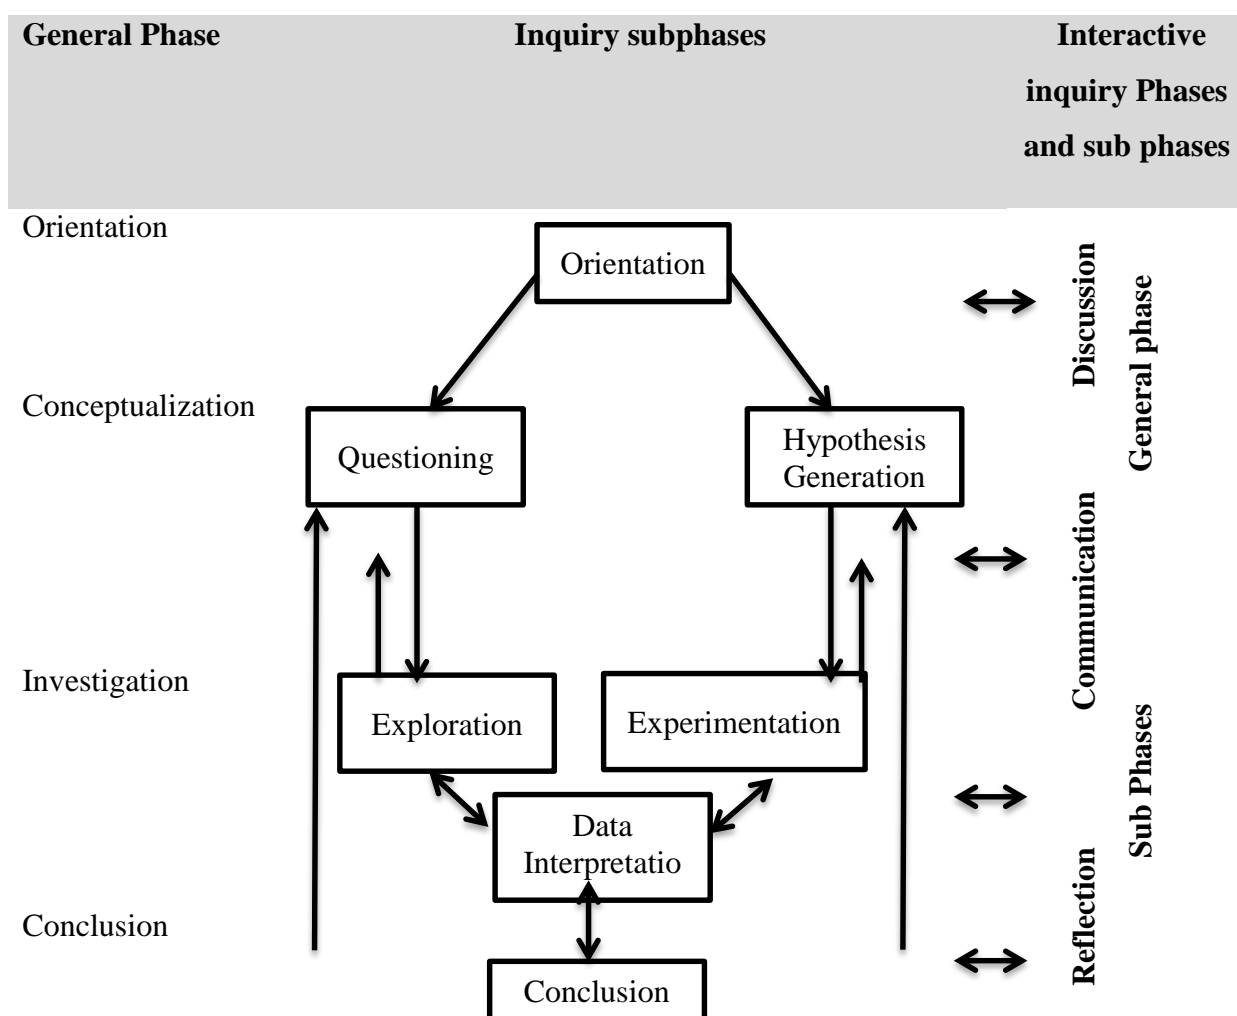 General Phase
Inquiry subphases
Interactive
inquiry Phases
and sub phases
Orientation
Orientation
Discussion
General phase
Conceptualization
Questioning
Hypothesis
Generation
Communication
Investigation
Exploration
Experimentation
Sub Phases
Data
Interpretatio
Conclusion
Reflection
Conclusion